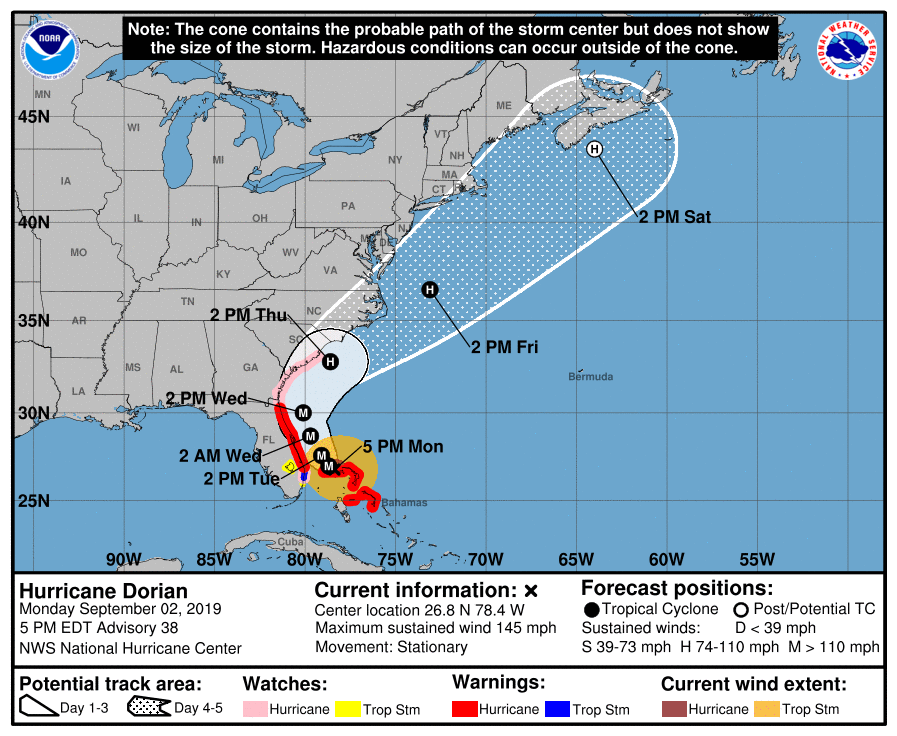 Note: The cone contains the probable path of the storm center but does not show
the size of the storm. Hazardous conditions can occur outside of the cone.
NOAA
NATIONAL WEATHER SERVICE
MN
ME
45N
WI
VT
MI
NH
NY
MA
IA
CT
PA
40N
IL
IN
OH
NJ
DE
2 PM Sat
MO
WV
KY
VA
H
H
TN
NC
35N
AR
2 PM Thu
SC
2 PM Fri
MS
AL
GA
H
LA
Bermuda
2 PM Wed
M
30N
FL
M
5 PM Mon
2 AM Wed
M
M
2 PM Tue
25N
Bahamas
Cuba
90W
85W
80W
75W
70W
65W
60W
55W
Hurricane Dorian
Monday September 02, 2019
5 PM EDT Advisory 38
NWS National Hurricane Center
Current information: ×
Center location 26.8 N 78.4 W
Maximum sustained wind 145 mph
Movement: Stationary
Forecast positions:
Tropical Cyclone Post/Potential TC
Sustained winds: D < 39 mph
S 39-73 mph H 74-110 mph M > 110 mph
Potential track area:
Day 1-3 Day 4-5
Watches:
Hurricane Trop Stm
Warnings:
Hurricane Trop Stm
Current wind extent:
Hurricane Trop Stm